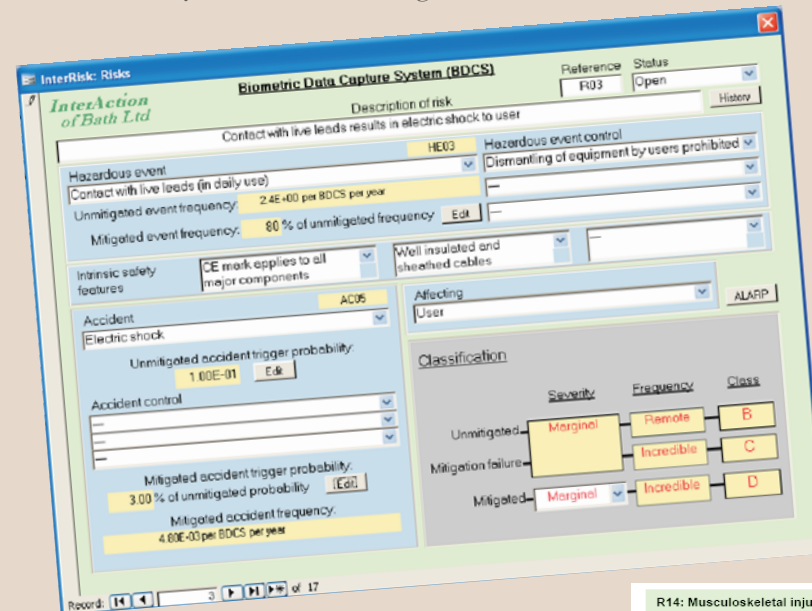 InterRisk: Risks
InterAction
of Bath Ltd
Biometric Data Capture System (BDCS)
Reference
R03
Status
Open
Description of risk
History
Contact with live leads results in electric shock to user
Hazardous event
HE03
Contact with live leads (in daily use)
Unmitigated event frequency: 2.4E+00 per BDCS per year
Mitigated event frequency: 80 % of unmitigated frequency Edit
Hazardous event control
Dismantling of equipment by users prohibited
—
—
Intrinsic safety
features
CE mark applies to all
major components
Well insulated and
sheathed cables
—
Accident
AC05
Electric shock
Unmitigated accident trigger probability:
1.00E-01 Edit
Accident control
—
—
—
Mitigated accident trigger probability:
3.00 % of unmitigated probability Edit
Mitigated accident frequency:
4.80E-03 per BDCS per year
Affecting
User
ALARP
Classification
Severity Frequency Class
Unmitigated Marginal Remote B
Mitigation failure Incredible C
Mitigated Marginal Incredible D
Record: 3 of 17
R14: Musculoskeletal inju